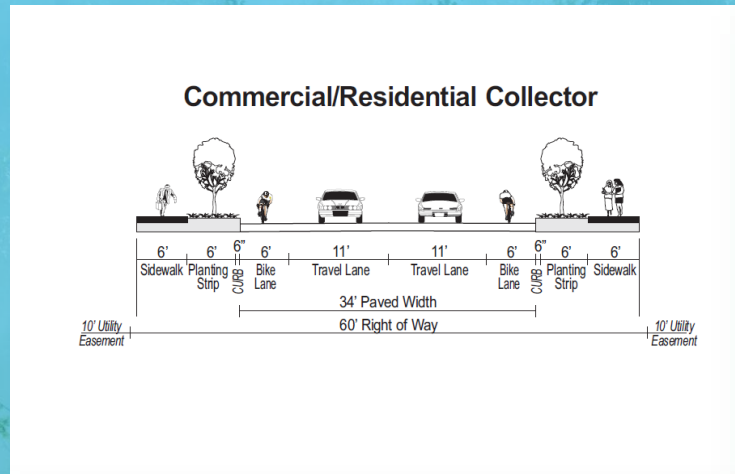 Commercial/Residential Collector
6' 6' 6" 6' 11' 11' 6' 6" 6' 6'
Sidewalk Planting Strip CURB Bike Lane Travel Lane Travel Lane Bike Lane CURB Planting Strip Sidewalk
34' Paved Width
60' Right of Way
10' Utility Easement
10' Utility Easement